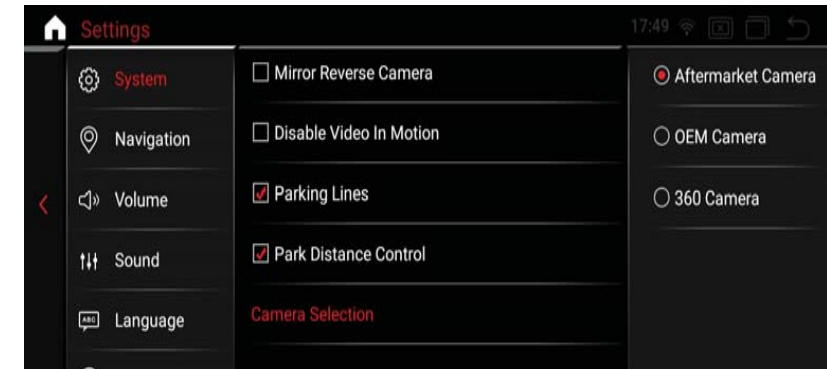 Settings
17:49
System
Navigation
Volume
Sound
ABC
Language
Mirror Reverse Camera
Disable Video In Motion
Parking Lines
Park Distance Control
Camera Selection
Aftermarket Camera
OEM Camera
360 Camera